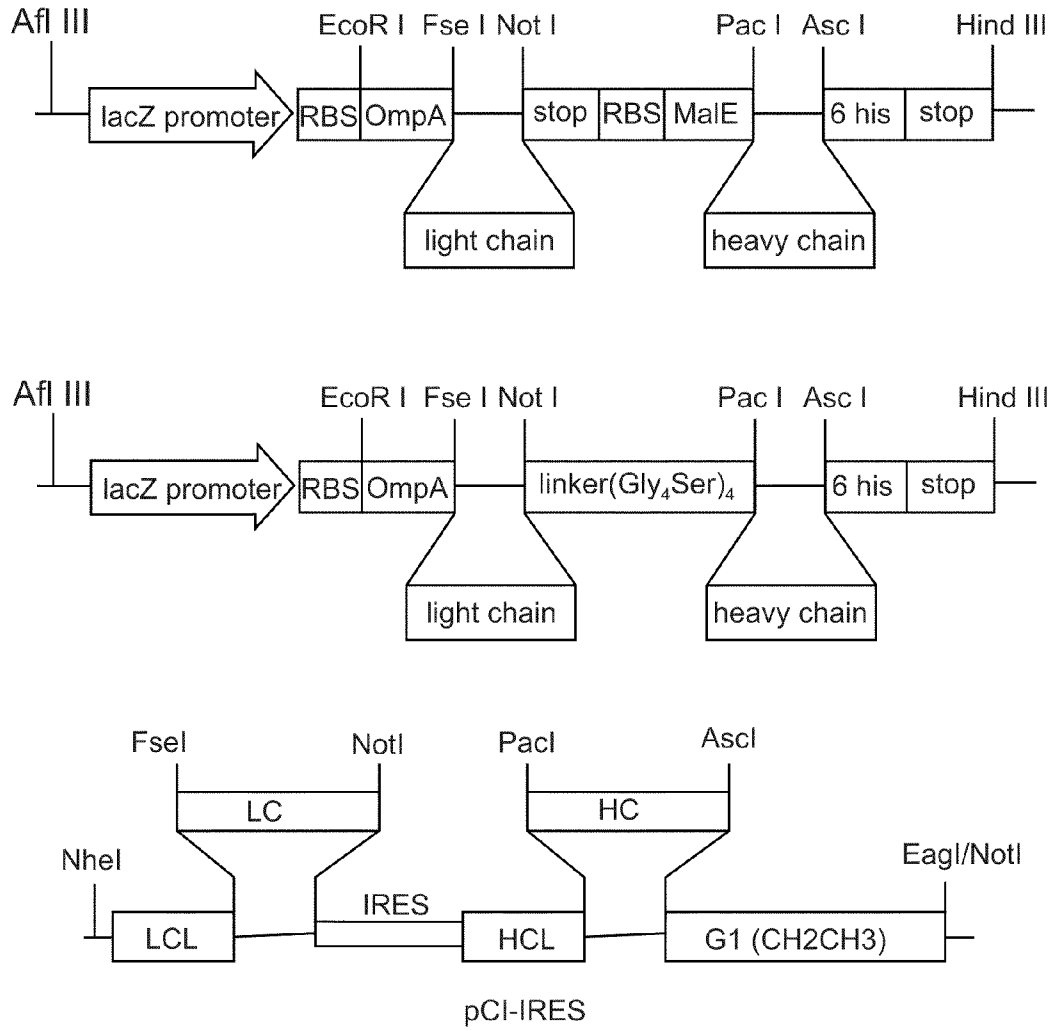 Afl III EcoR I Fse I Not I Pac I Asc I Hind III
lacZ promoter RBS OmpA stop RBS MalE 6 his stop
light chain heavy chain
Afl III EcoR I Fse I Not I Pac I Asc I Hind III
lacZ promoter RBS OmpA linker(Gly₄Ser)₄ 6 his stop
light chain heavy chain
FseI NotI PacI AscI
LC HC
NheI EagI/NotI
IRES
LCL HCL G1 (CH2CH3)
pCI-IRES